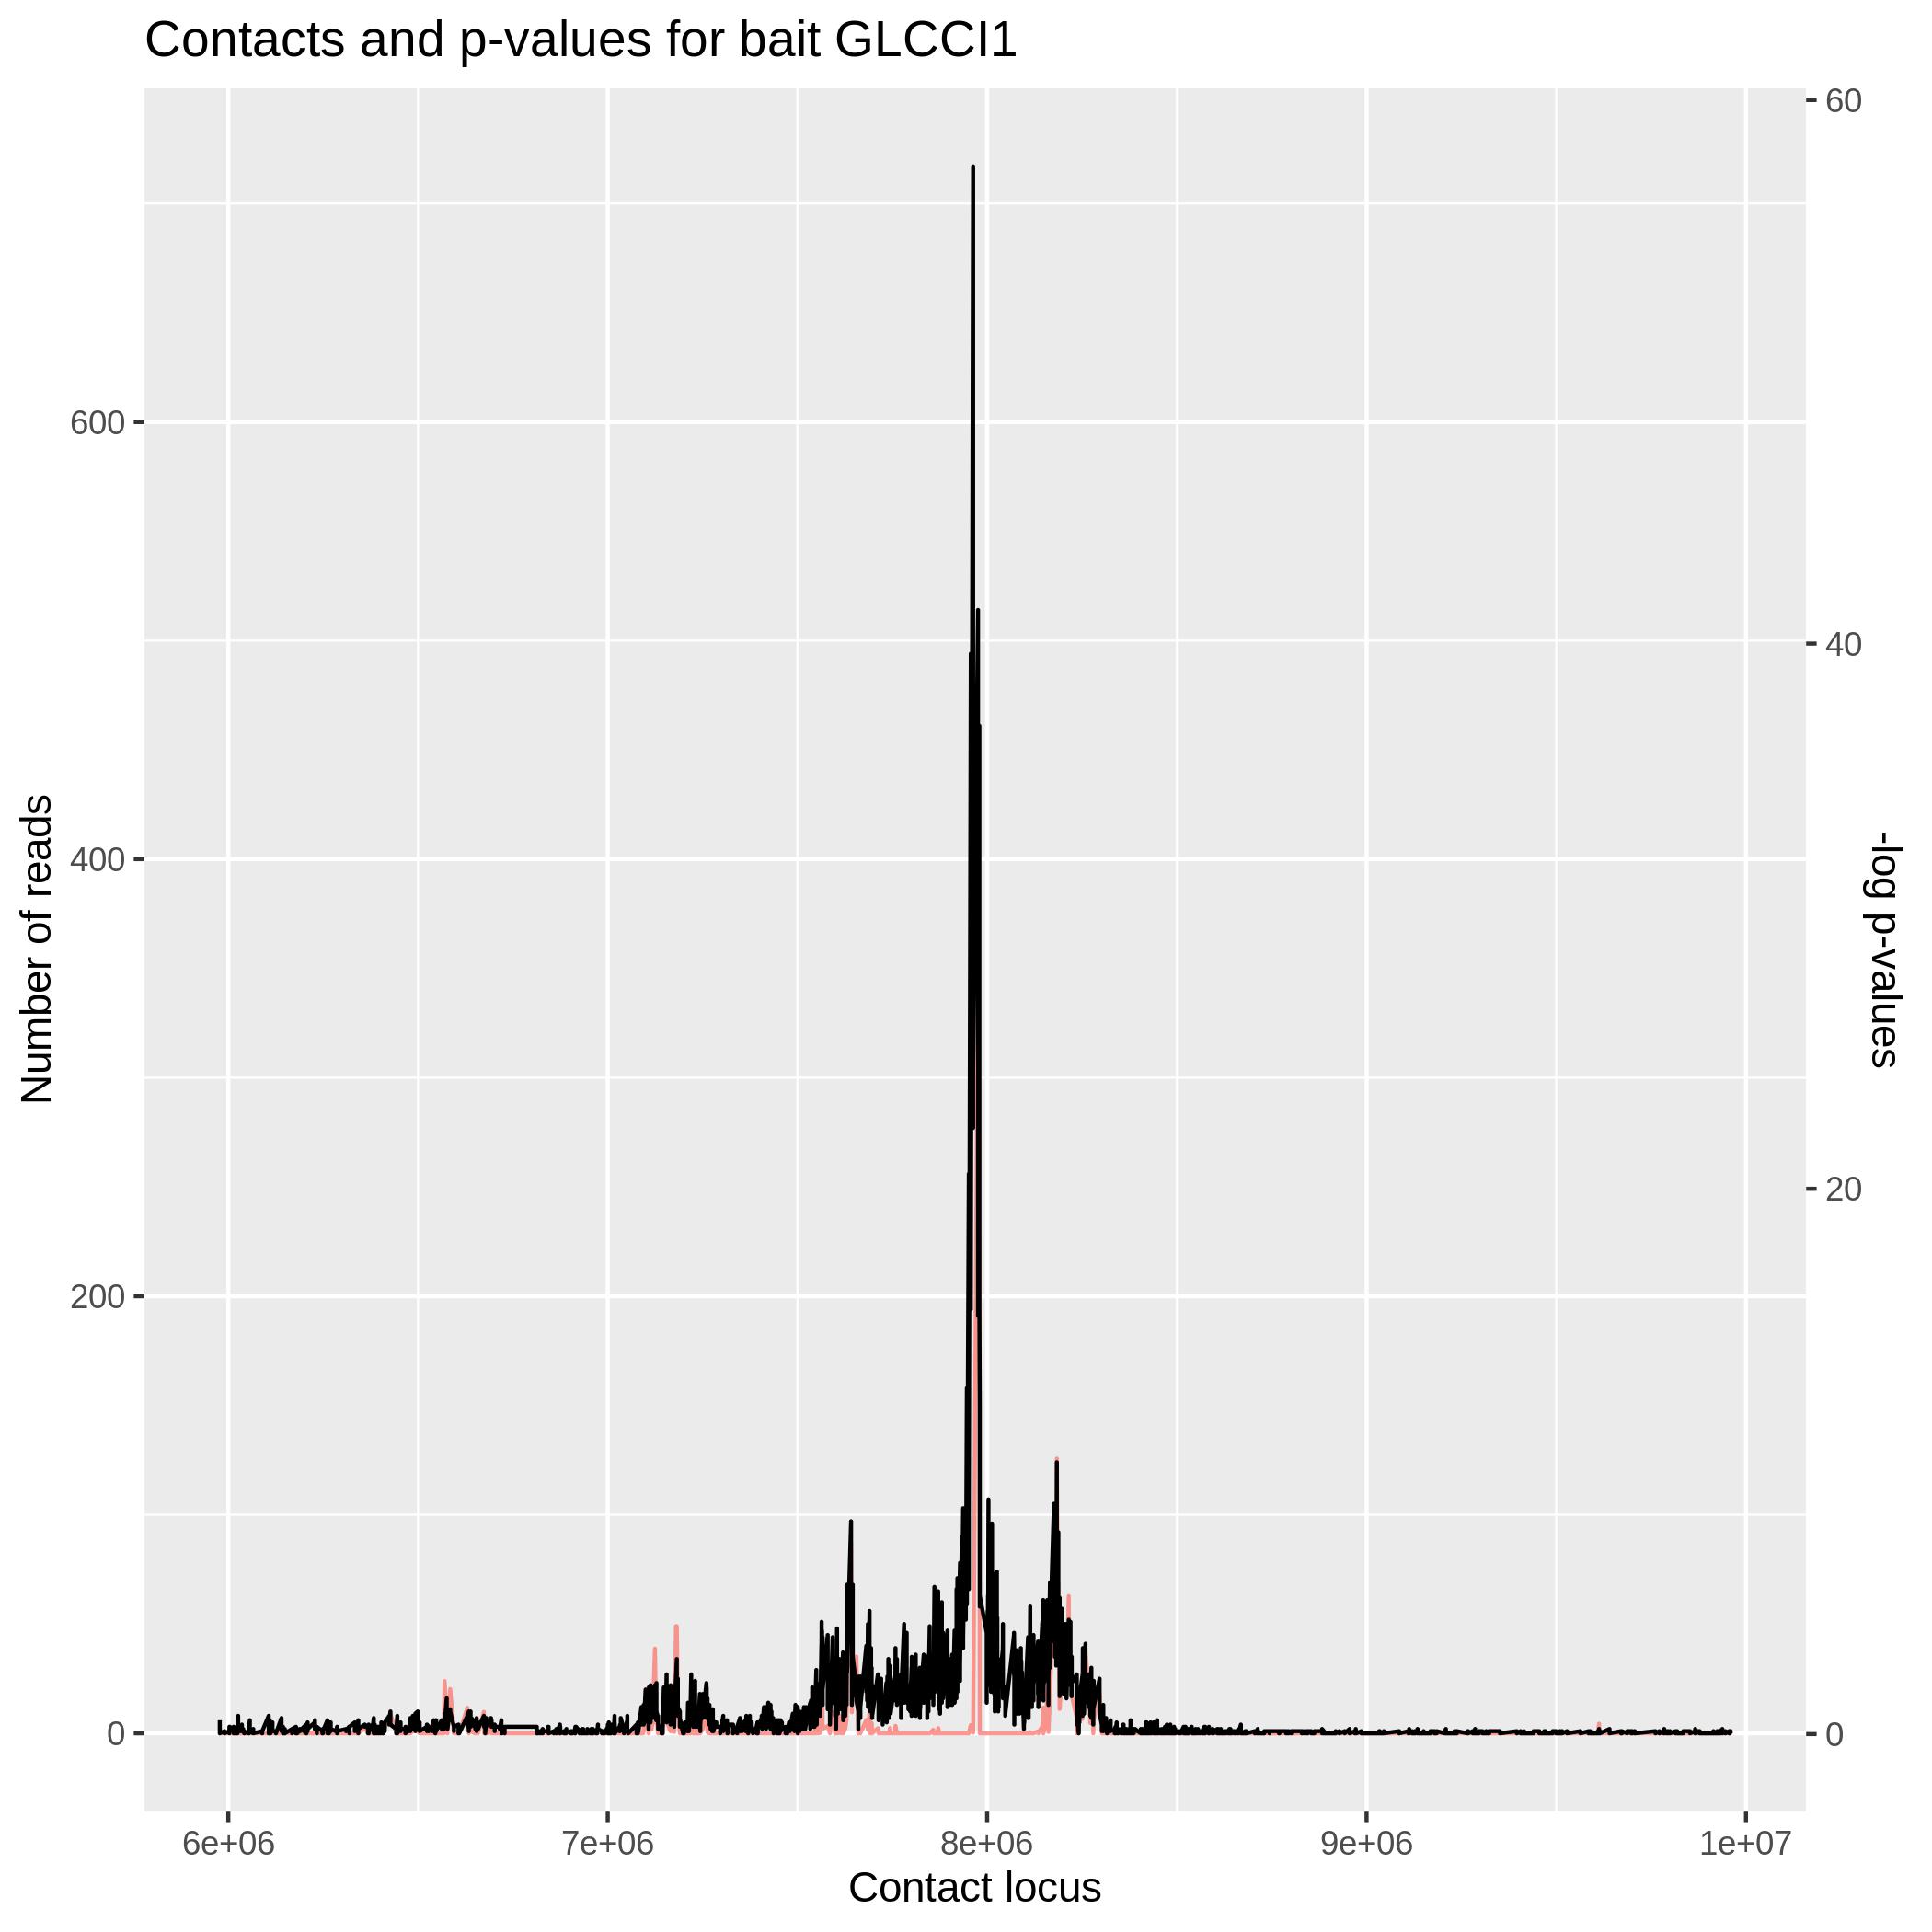 Contacts and p-values for bait GLCCI1
60
600
40
400
20
200
0
0
Number of reads
-log p-values
6e+06
7e+06
8e+06
9e+06
1e+07
Contact locus